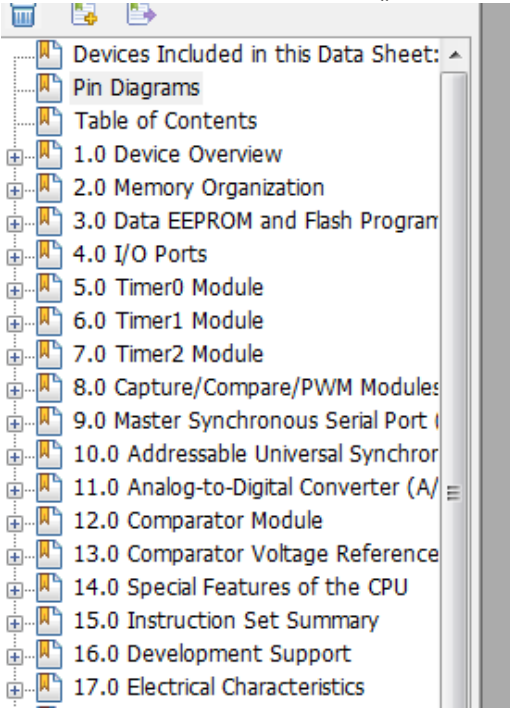 Devices Included in this Data Sheet:
Pin Diagrams
Table of Contents
1.0 Device Overview
2.0 Memory Organization
3.0 Data EEPROM and Flash Program
4.0 I/O Ports
5.0 Timer0 Module
6.0 Timer1 Module
7.0 Timer2 Module
8.0 Capture/Compare/PWM Modules
9.0 Master Synchronous Serial Port (
10.0 Addressable Universal Synchror
11.0 Analog-to-Digital Converter (A/
12.0 Comparator Module
13.0 Comparator Voltage Reference
14.0 Special Features of the CPU
15.0 Instruction Set Summary
16.0 Development Support
17.0 Electrical Characteristics